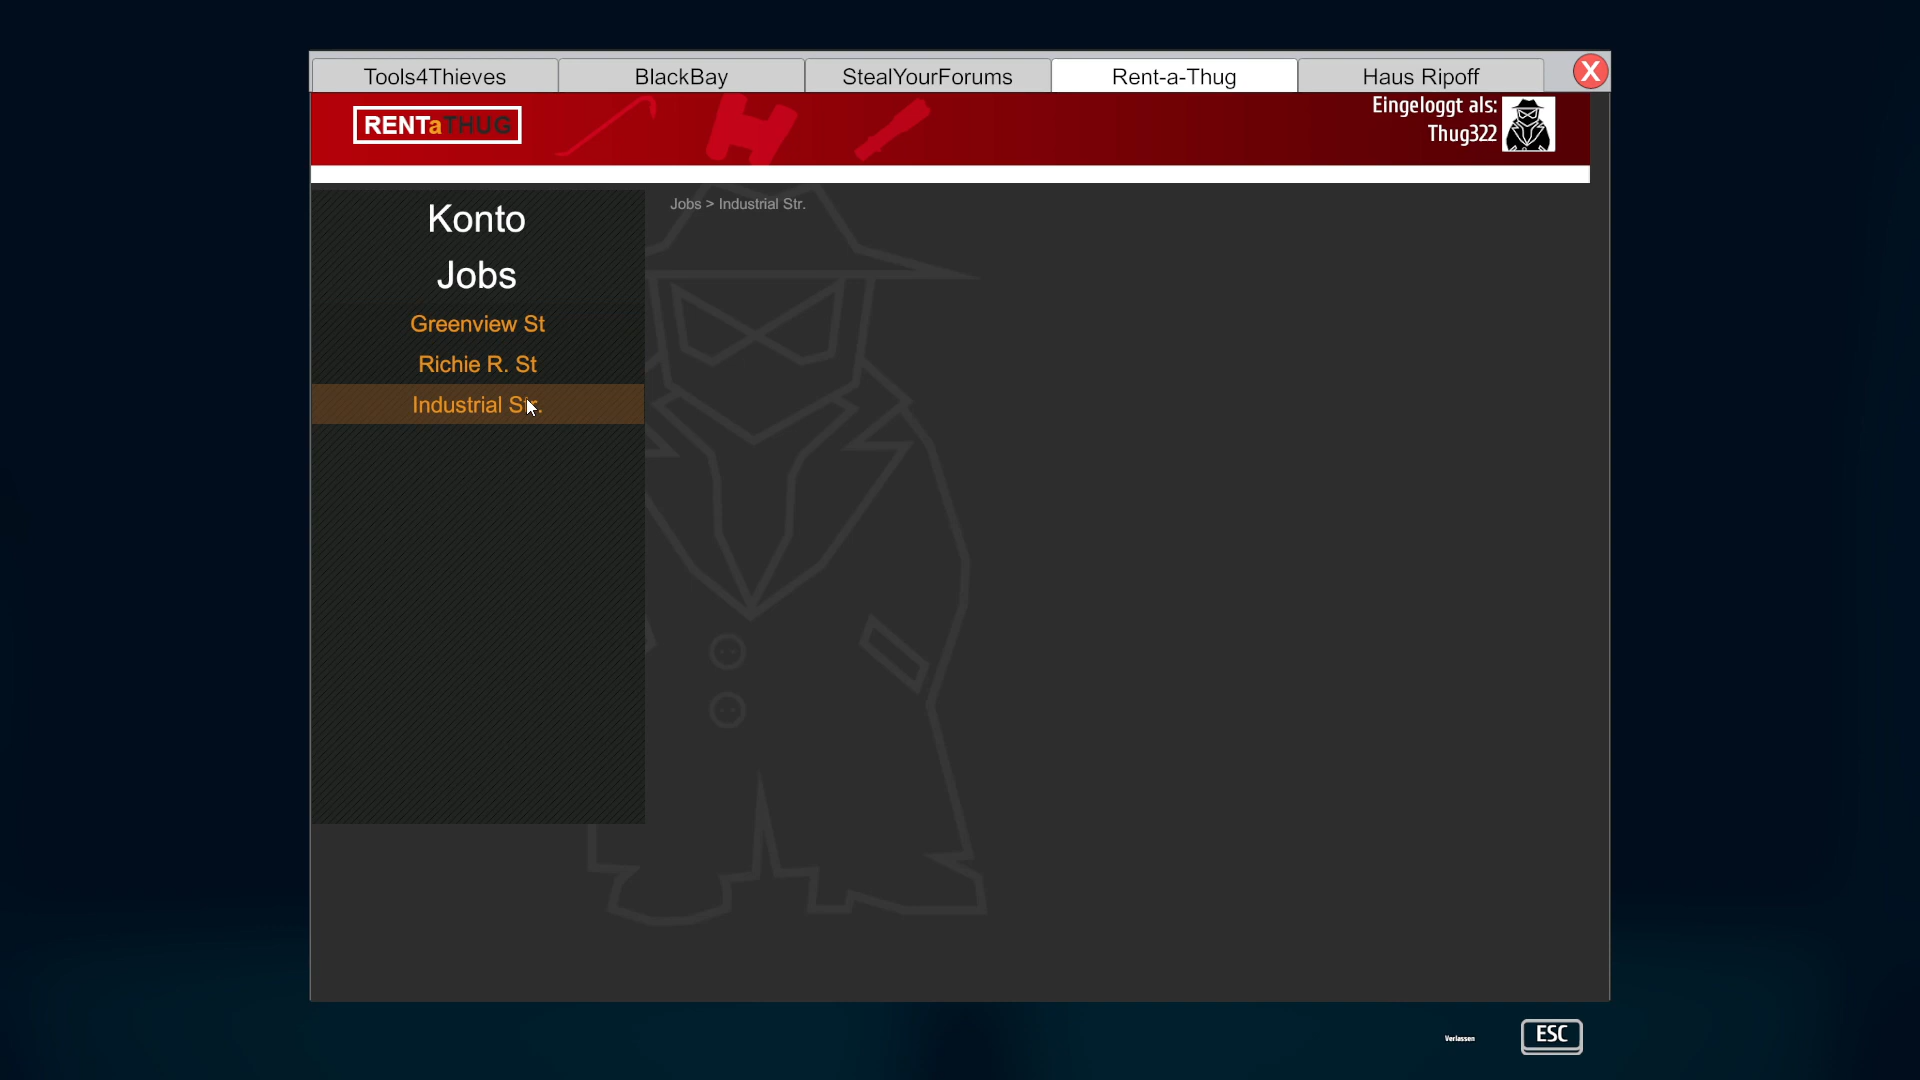 Tools4Thieves
BlackBay
StealYourForums
Rent-a-Thug
Haus Ripoff
X
RENTaTHUG
Eingeloggt als:
Thug322
Jobs > Industrial Str.
Konto
Jobs
Greenview St
Richie R. St
Industrial Str.
Verlassen
ESC